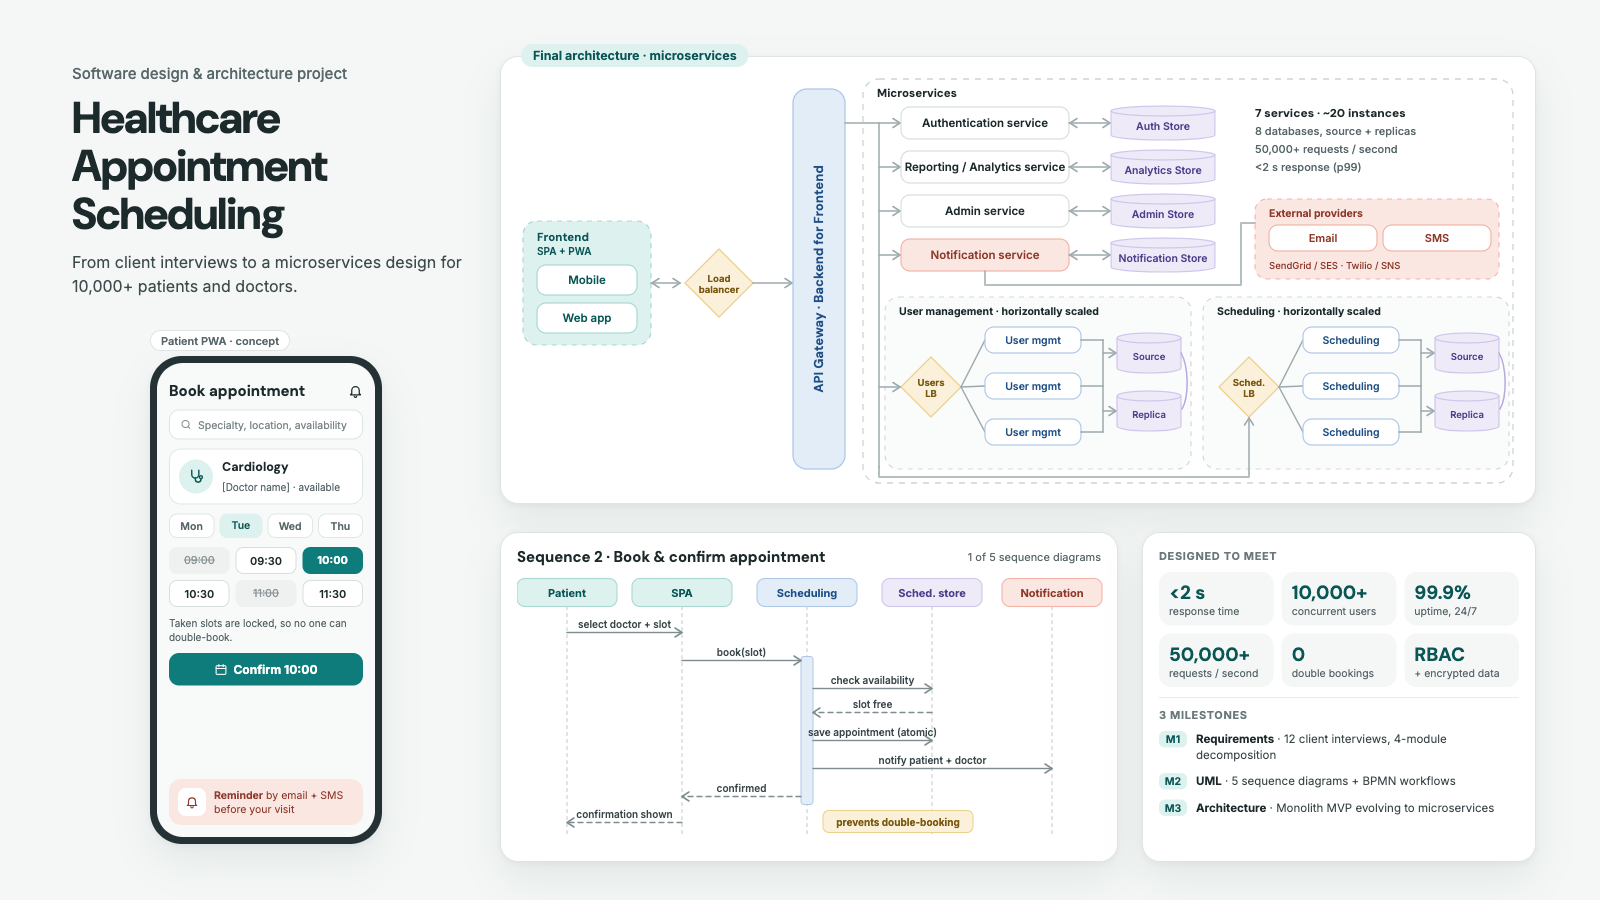 Software design & architecture project
Healthcare
Appointment
Scheduling
From client interviews to a microservices design for
10,000+ patients and doctors.
Patient PWA · concept
Book appointment
Specialty, location, availability
Cardiology
[Doctor name] · available
Mon
Tue
Wed
Thu
09:00
09:30
10:00
10:30
11:00
11:30
Taken slots are locked, so no one can
double-book.
Confirm 10:00
Reminder by email + SMS
before your visit
Final architecture · microservices
Frontend
SPA + PWA
Mobile
Web app
Load
balancer
API Gateway · Backend for Frontend
Microservices
Authentication service
Auth Store
Reporting / Analytics service
Analytics Store
Admin service
Admin Store
Notification service
Notification Store
7 services · ~20 instances
8 databases, source + replicas
50,000+ requests / second
<2 s response (p99)
External providers
Email
SMS
SendGrid / SES · Twilio / SNS
User management · horizontally scaled
Users
LB
User mgmt
User mgmt
User mgmt
Source
Replica
Scheduling · horizontally scaled
Sched.
LB
Scheduling
Scheduling
Scheduling
Source
Replica
Sequence 2 · Book & confirm appointment
1 of 5 sequence diagrams
Patient
SPA
Scheduling
Sched. store
Notification
select doctor + slot
book(slot)
check availability
slot free
save appointment (atomic)
notify patient + doctor
confirmed
confirmation shown
prevents double-booking
DESIGNED TO MEET
<2 s
response time
10,000+
concurrent users
99.9%
uptime, 24/7
50,000+
requests / second
0
double bookings
RBAC
+ encrypted data
3 MILESTONES
M1 Requirements · 12 client interviews, 4-module
decomposition
M2 UML · 5 sequence diagrams + BPMN workflows
M3 Architecture · Monolith MVP evolving to microservices